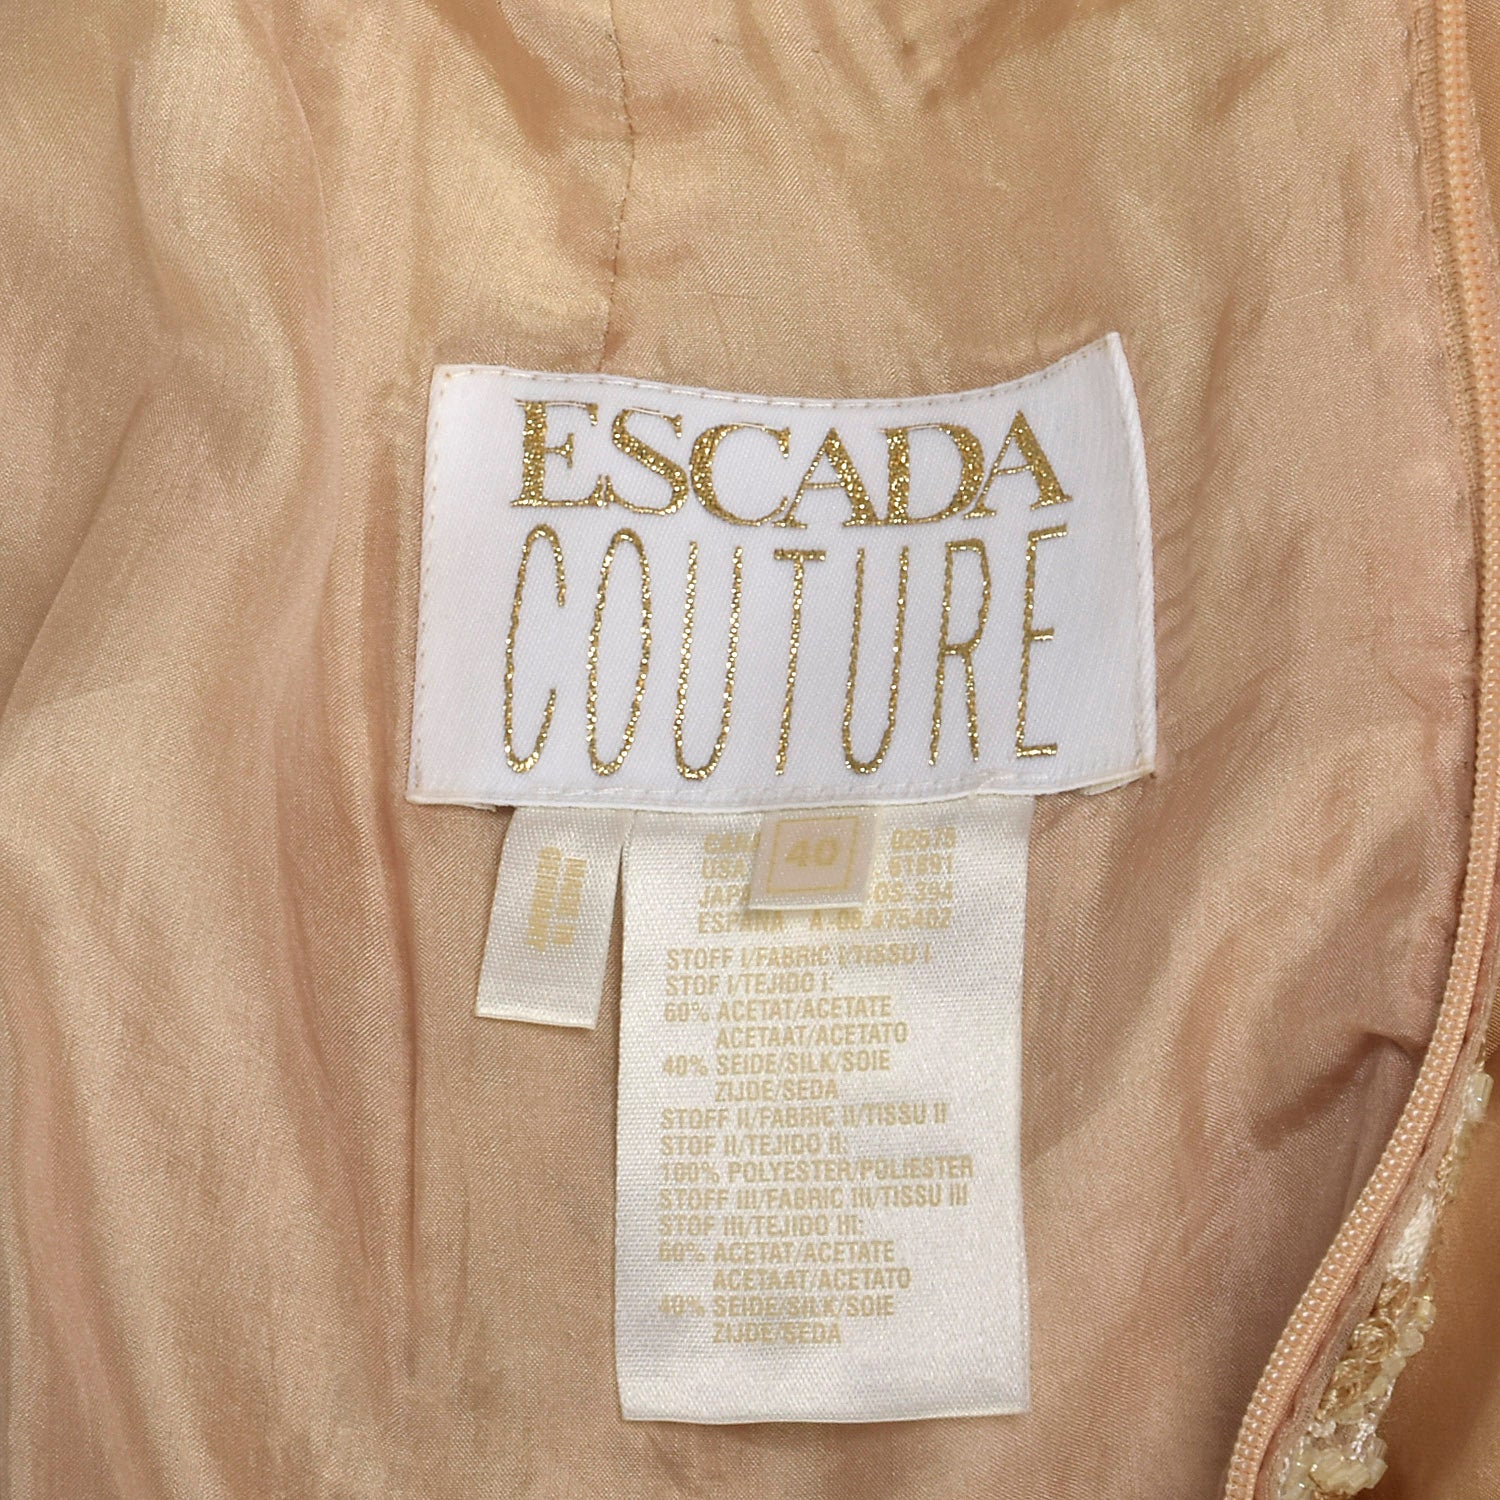 ESCADA
COUTURE
40
USA
ESPANA
STOFF I/FABRIC I/TISSU I
STOF I/TEJIDO I:
60% ACETAT/ACETATE
ACETAAT/ACETATO
40% SEIDE/SILK/SOIE
ZIJDE/SEDA
STOFF II/FABRIC II/TISSU II
STOF II/TEJIDO II:
100% POLYESTER/POLIESTER
STOFF III/FABRIC III/TISSU III
STOF III/TEJIDO III:
60% ACETAT/ACETATE
ACETAAT/ACETATO
40% SEIDE/SILK/SOIE
ZIJDE/SEDA